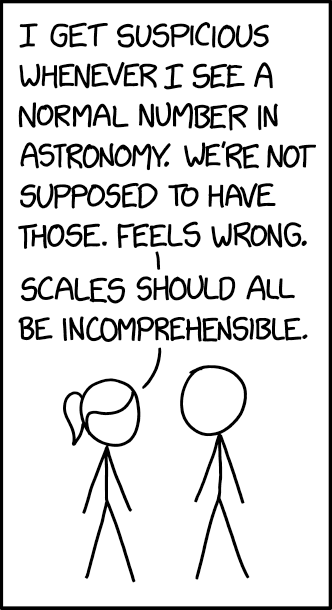 I GET SUSPICIOUS
WHENEVER I SEE A
NORMAL NUMBER IN
ASTRONOMY. WE'RE NOT
SUPPOSED TO HAVE
THOSE. FEELS WRONG.
SCALES SHOULD ALL
BE INCOMPREHENSIBLE.